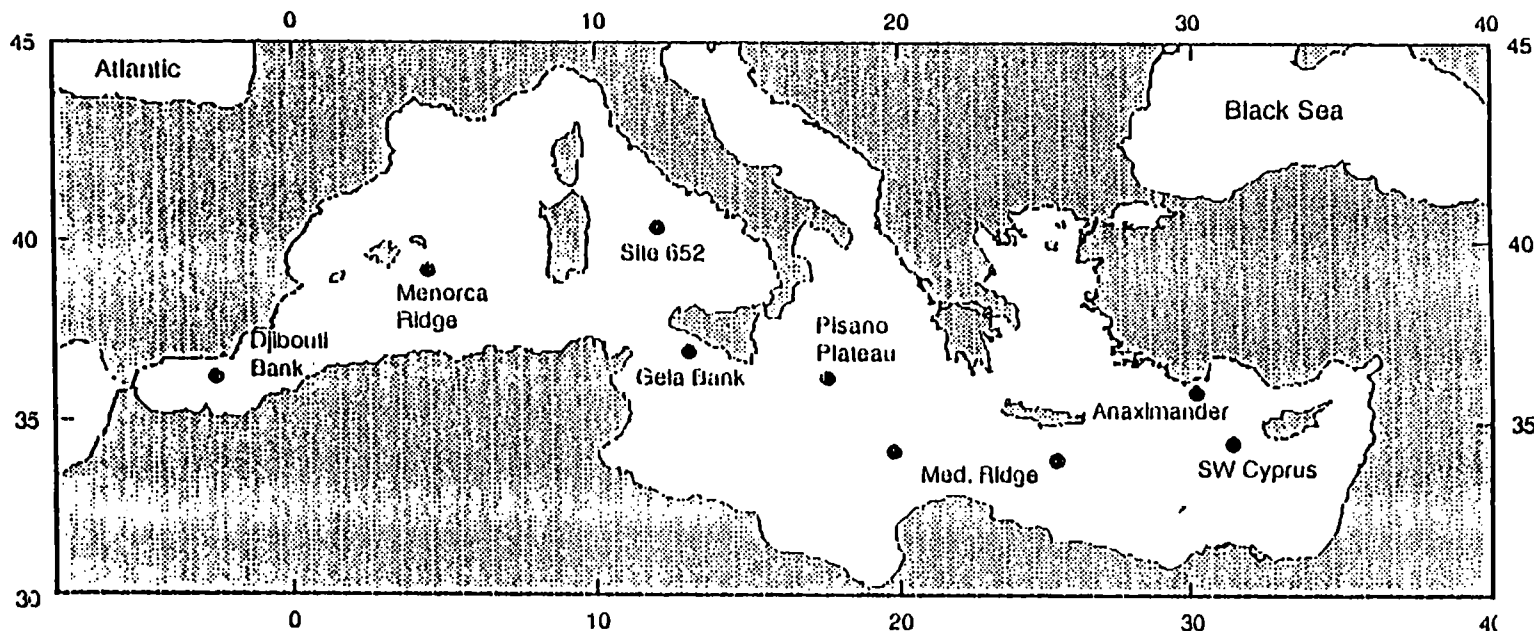 0 10 20 30 40
45 45
Atlantic
Black Sea
40 40
Site 652
Menorca
Ridge
Djibouti
Bank
Pisano
Plateau
Gela Bank
Anaximander
35 35
Med. Ridge
SW Cyprus
30
0 10 20 30